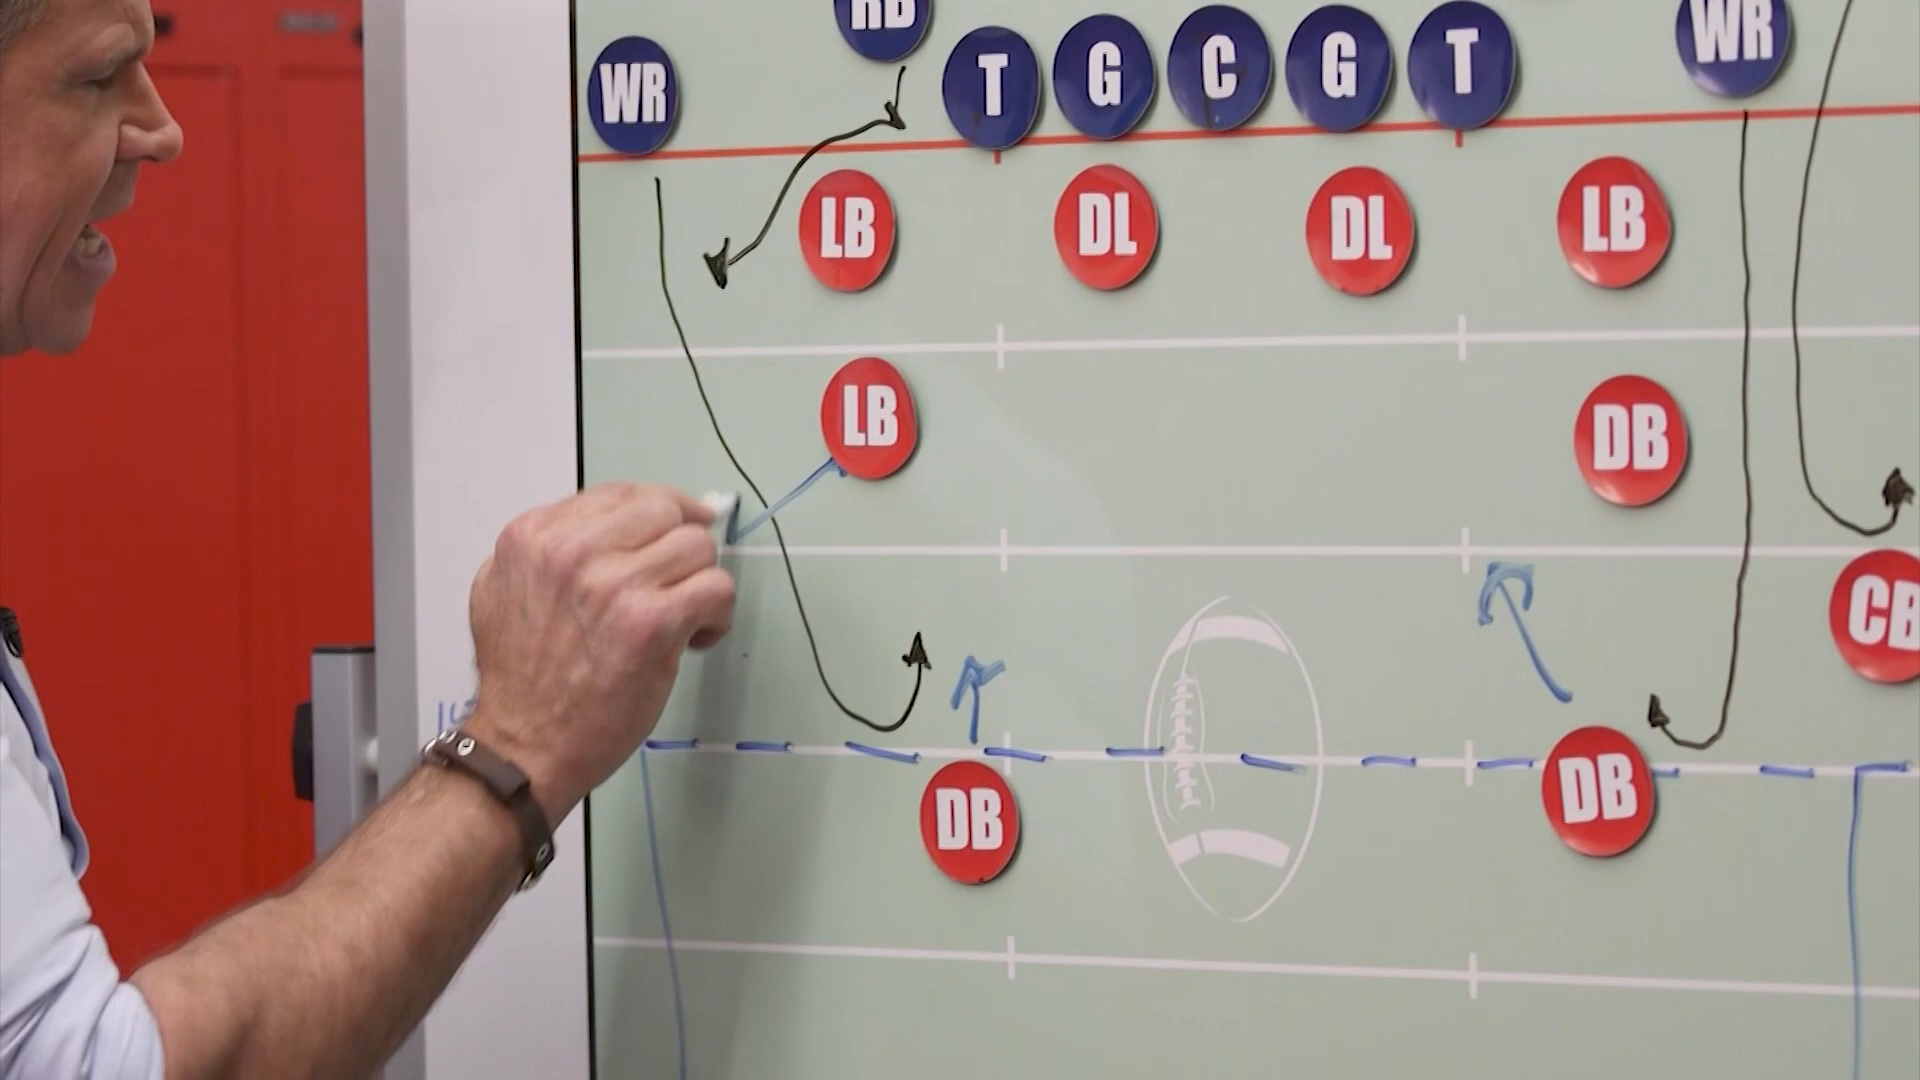 RB
WR T G C G T WR
LB DL DL LB
LB DB
CB
DB DB